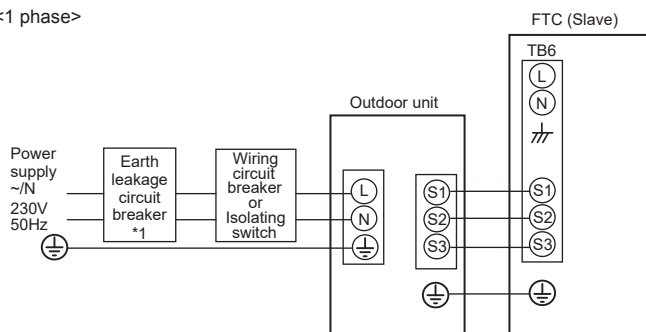 <1 phase>
FTC (Slave)
TB6
L
N
Outdoor unit
Power
supply
~/N
230V
50Hz
Earth
leakage
circuit
breaker
*1
Wiring
circuit
breaker
or
Isolating
switch
L
N
S1
S2
S3
S1
S2
S3